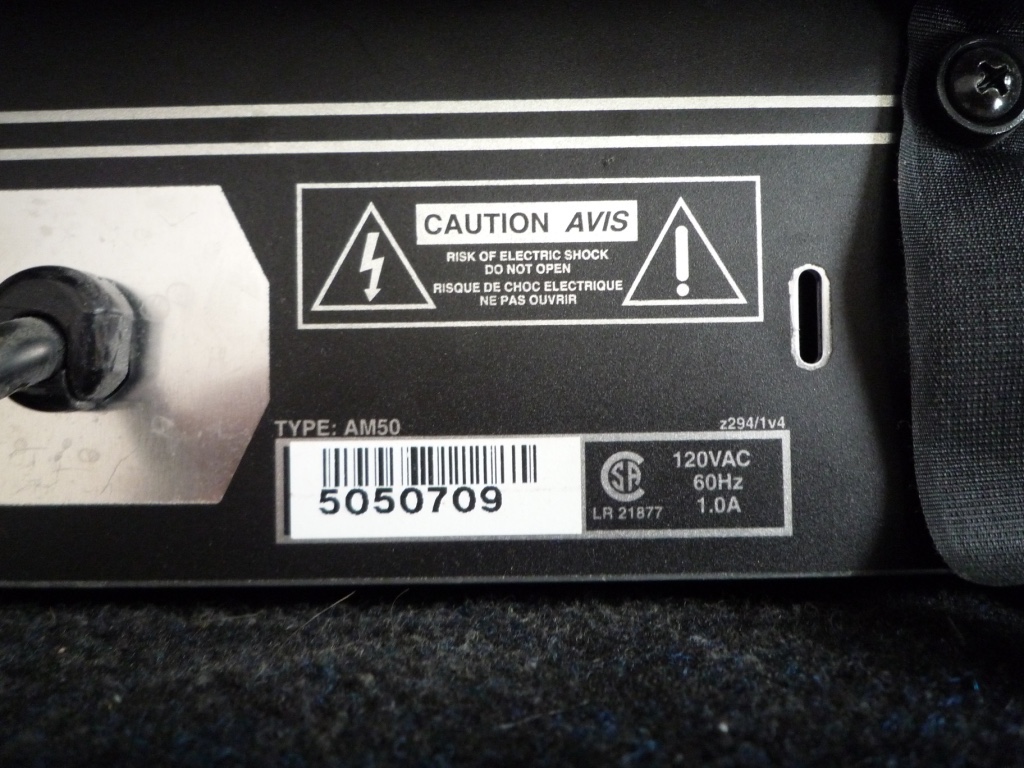 CAUTION AVIS
RISK OF ELECTRIC SHOCK
DO NOT OPEN
RISQUE DE CHOC ELECTRIQUE
NE PAS OUVRIR
TYPE: AM50
z294/1v4
5050709
CSA
LR 21877
120VAC
60Hz
1.0A